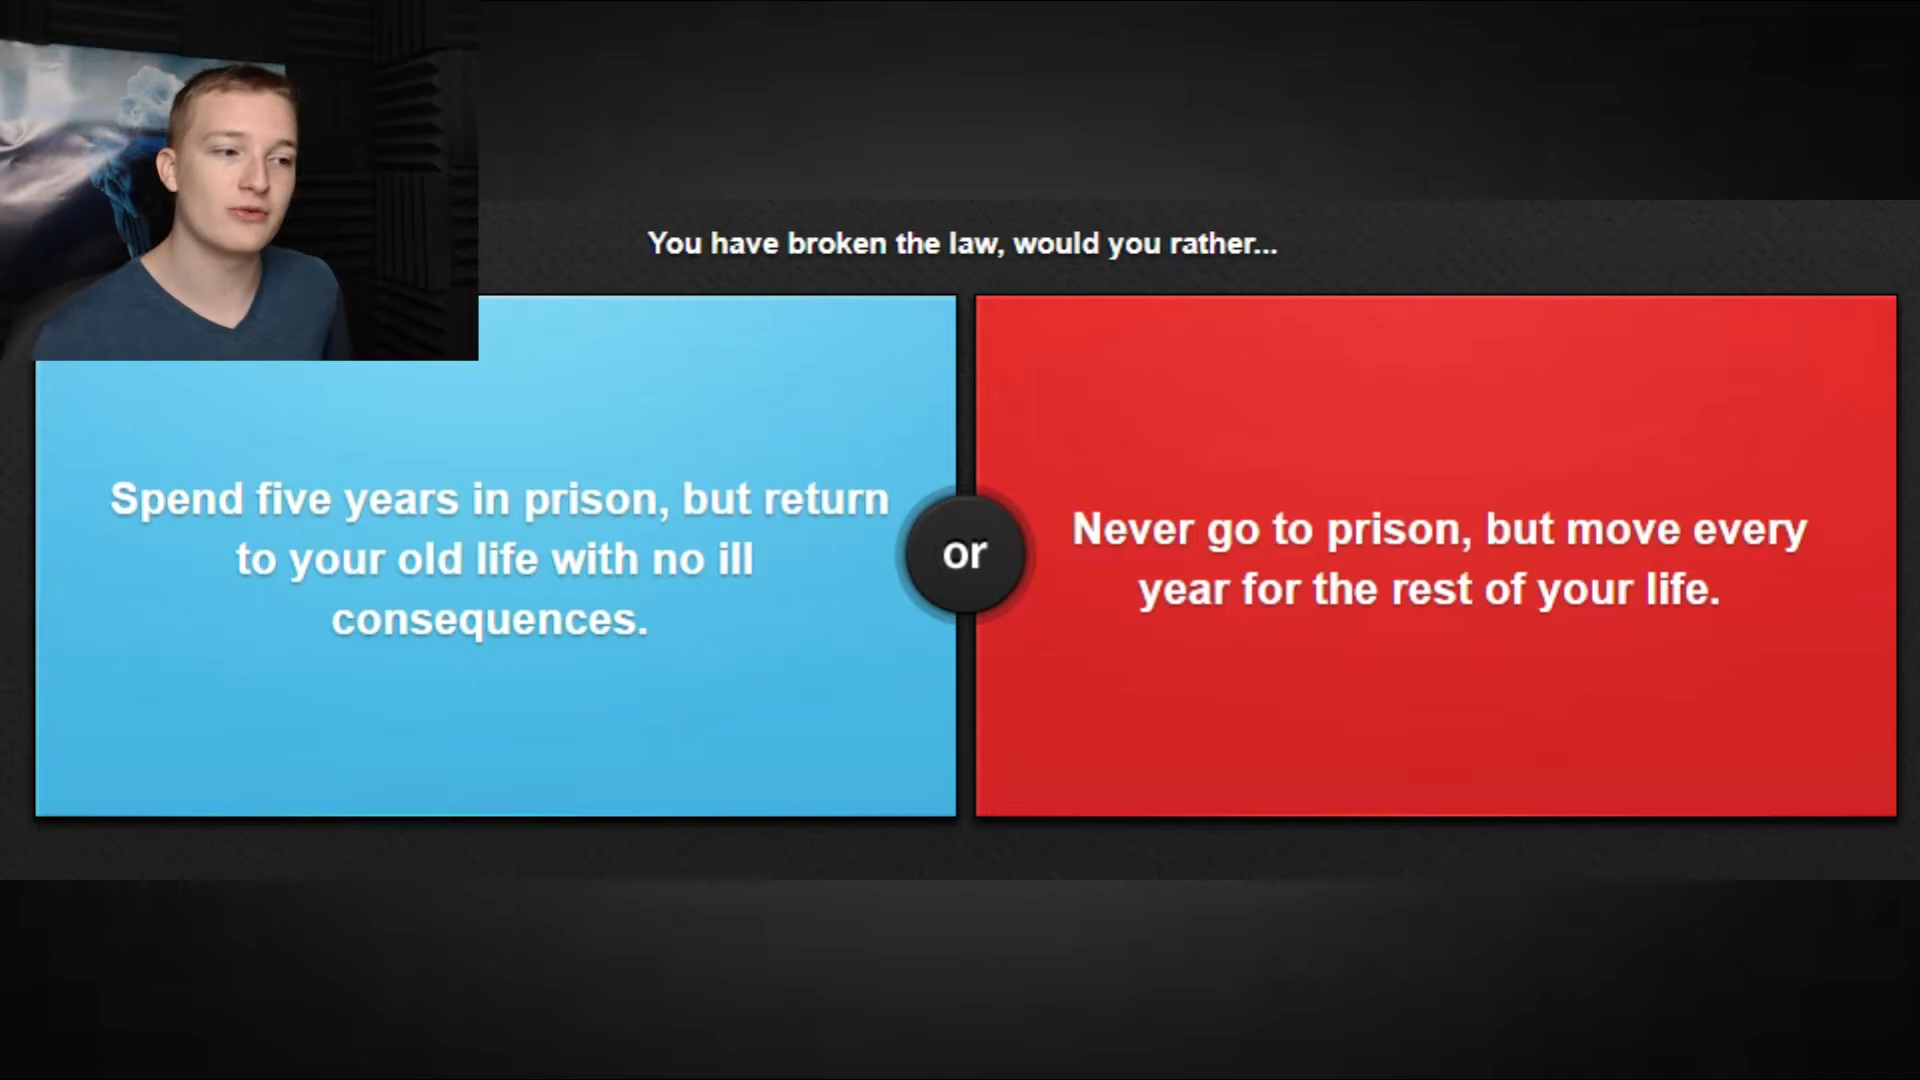 You have broken the law, would you rather...
Spend five years in prison, but return
to your old life with no ill
consequences.
or
Never go to prison, but move every
year for the rest of your life.